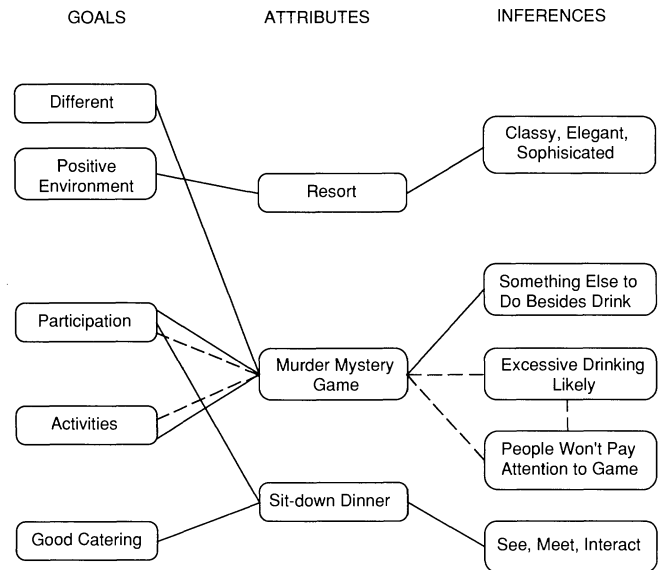 GOALS ATTRIBUTES INFERENCES
Different
Positive
Environment
Participation
Activities
Good Catering
Resort
Murder Mystery
Game
Sit-down Dinner
Classy, Elegant,
Sophisicated
Something Else to
Do Besides Drink
Excessive Drinking
Likely
People Won't Pay
Attention to Game
See, Meet, Interact